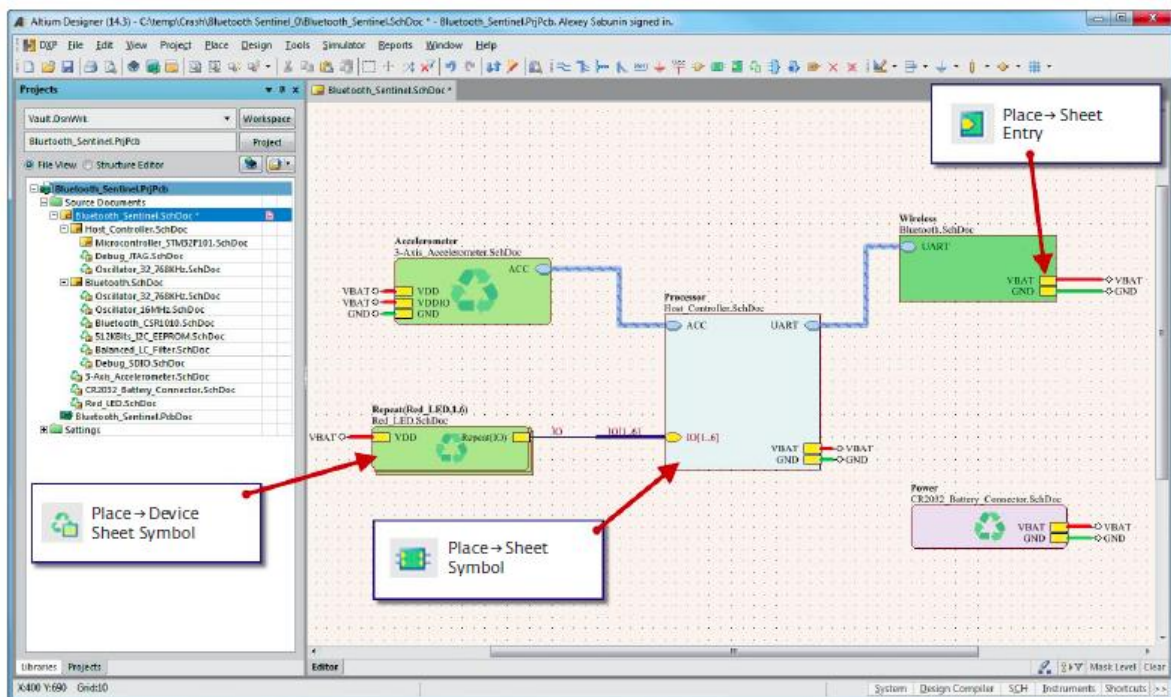 Altium Designer (14.3) - C:\temp\Crash\Bluetooth Sentinel_0\Bluetooth_Sentinel.SchDoc * - Bluetooth_Sentinel.PrjPcb. Alexey Sabunin signed in.
DXP File Edit View Project Place Design Tools Simulator Reports Window Help
Projects
Vault.DsnWrk Workspace
Bluetooth_Sentinel.PrjPcb Project
File View Structure Editor
Bluetooth_Sentinel.PrjPcb
Source Documents
Bluetooth_Sentinel.SchDoc *
Host_Controller.SchDoc
Microcontroller_STM32F101.SchDoc
Debug_JTAG.SchDoc
Oscillator_32_768KHz.SchDoc
Bluetooth.SchDoc
Oscillator_32_768KHz.SchDoc
Oscillator_16MHz.SchDoc
Bluetooth_CSR1010.SchDoc
512KBits_I2C_EEPROM.SchDoc
Balanced_LC_Filter.SchDoc
Debug_SDIO.SchDoc
3-Axis_Accelerometer.SchDoc
CR2032_Battery_Connector.SchDoc
Red_LED.SchDoc
Bluetooth_Sentinel.PcbDoc
Settings
Bluetooth_Sentinel.SchDoc *
Place→Sheet
Entry
Accelerometer
3-Axis_Accelerometer.SchDoc
ACC
VBAT VDD
VBAT VDDIO
GND GND
Wireless
Bluetooth.SchDoc
UART
VBAT VBAT
GND GND
Processor
Host_Controller.SchDoc
ACC UART
IO[1..6]
VBAT VBAT
GND GND
Repeat(Red_LED,1,6)
Red_LED.SchDoc
VBAT VDD Repeat(IO) IO IO[1..6]
Power
CR2032_Battery_Connector.SchDoc
VBAT VBAT
GND GND
Place→Device
Sheet Symbol
Place→Sheet
Symbol
Libraries Projects
Editor
Mask Level Clear
X:400 Y:690 Grid:10
System Design Compiler SCH Instruments Shortcuts >>